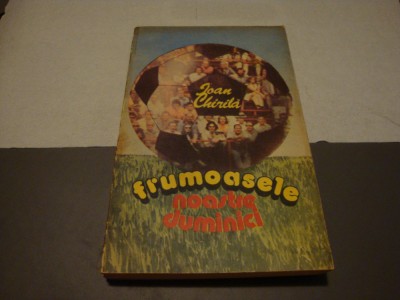 Ioan
Chirilă
frumoasele
noastre
duminici